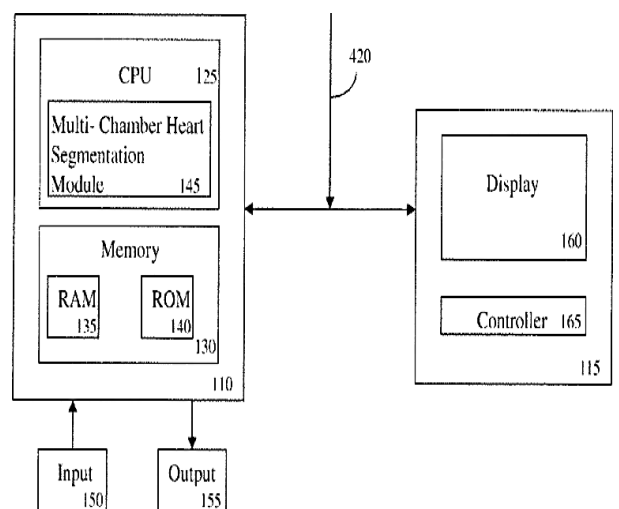 CPU 125
Multi- Chamber Heart
Segmentation
Module 145
Memory
RAM
135
ROM
140
130
110
Input
150
Output
155
420
Display
160
Controller 165
115